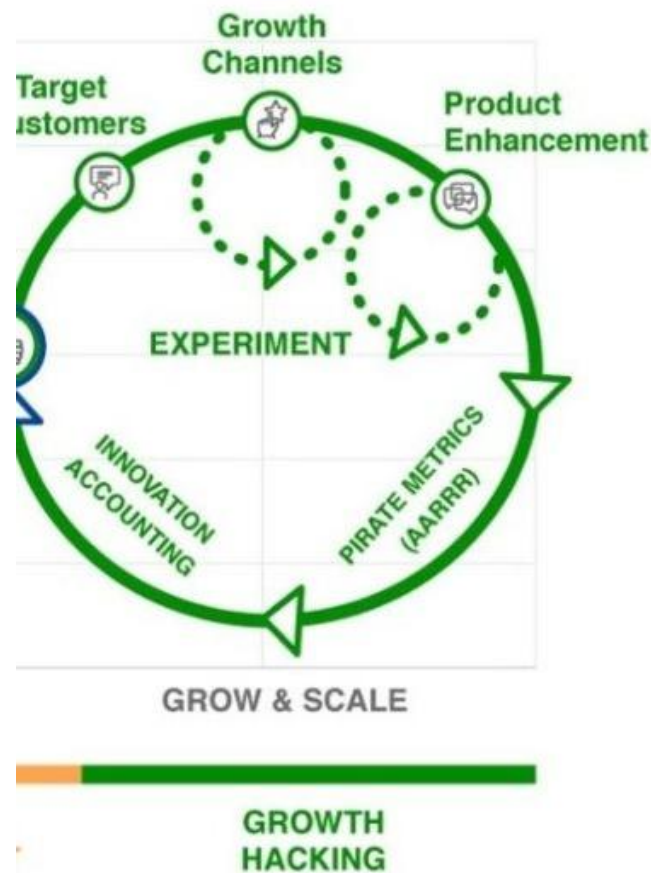 Growth
Channels
Target
ustomers
Product
Enhancement
EXPERIMENT
INNOVATION
ACCOUNTING
PIRATE METRICS
(AARRR)
GROW & SCALE
GROWTH
HACKING